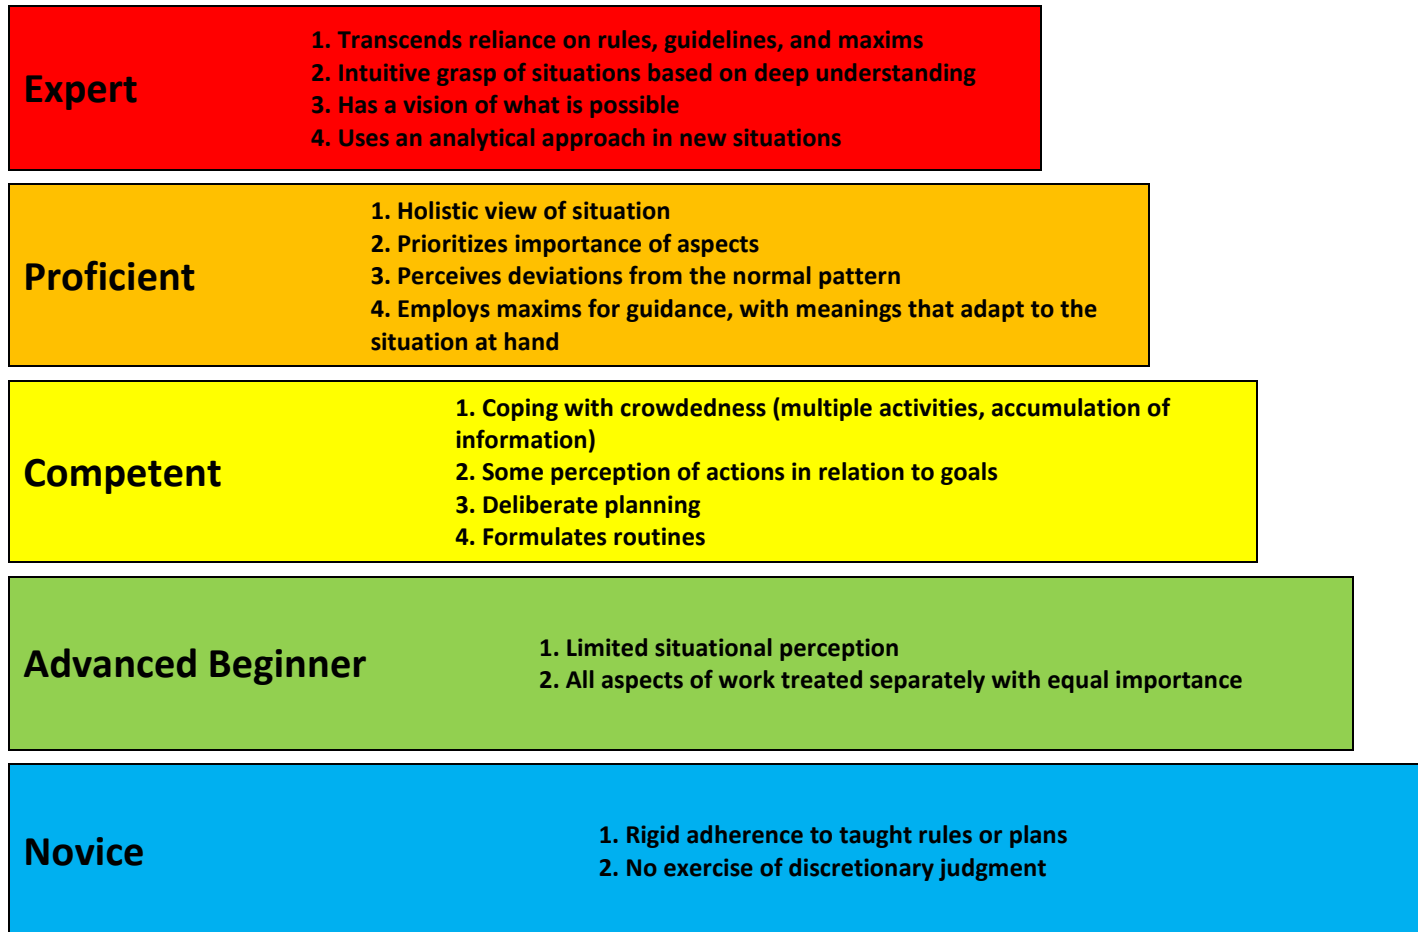 Expert
1. Transcends reliance on rules, guidelines, and maxims
2. Intuitive grasp of situations based on deep understanding
3. Has a vision of what is possible
4. Uses an analytical approach in new situations
Proficient
1. Holistic view of situation
2. Prioritizes importance of aspects
3. Perceives deviations from the normal pattern
4. Employs maxims for guidance, with meanings that adapt to the
situation at hand
Competent
1. Coping with crowdedness (multiple activities, accumulation of
information)
2. Some perception of actions in relation to goals
3. Deliberate planning
4. Formulates routines
Advanced Beginner
1. Limited situational perception
2. All aspects of work treated separately with equal importance
Novice
1. Rigid adherence to taught rules or plans
2. No exercise of discretionary judgment